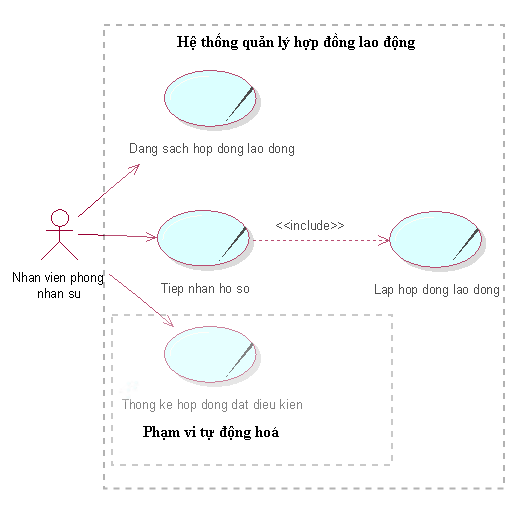 Hệ thống quản lý hợp đồng lao động
Dang sach hop dong lao dong
<<include>>
Nhan vien phong
nhan su
Tiep nhan ho so
Lap hop dong lao dong
Thong ke hop dong dat dieu kien
Phạm vi tự động hoá